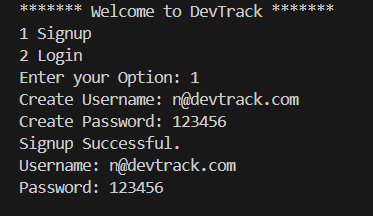 ******* Welcome to DevTrack *******
1 Signup
2 Login
Enter your Option: 1
Create Username: n@devtrack.com
Create Password: 123456
Signup Successful.
Username: n@devtrack.com
Password: 123456